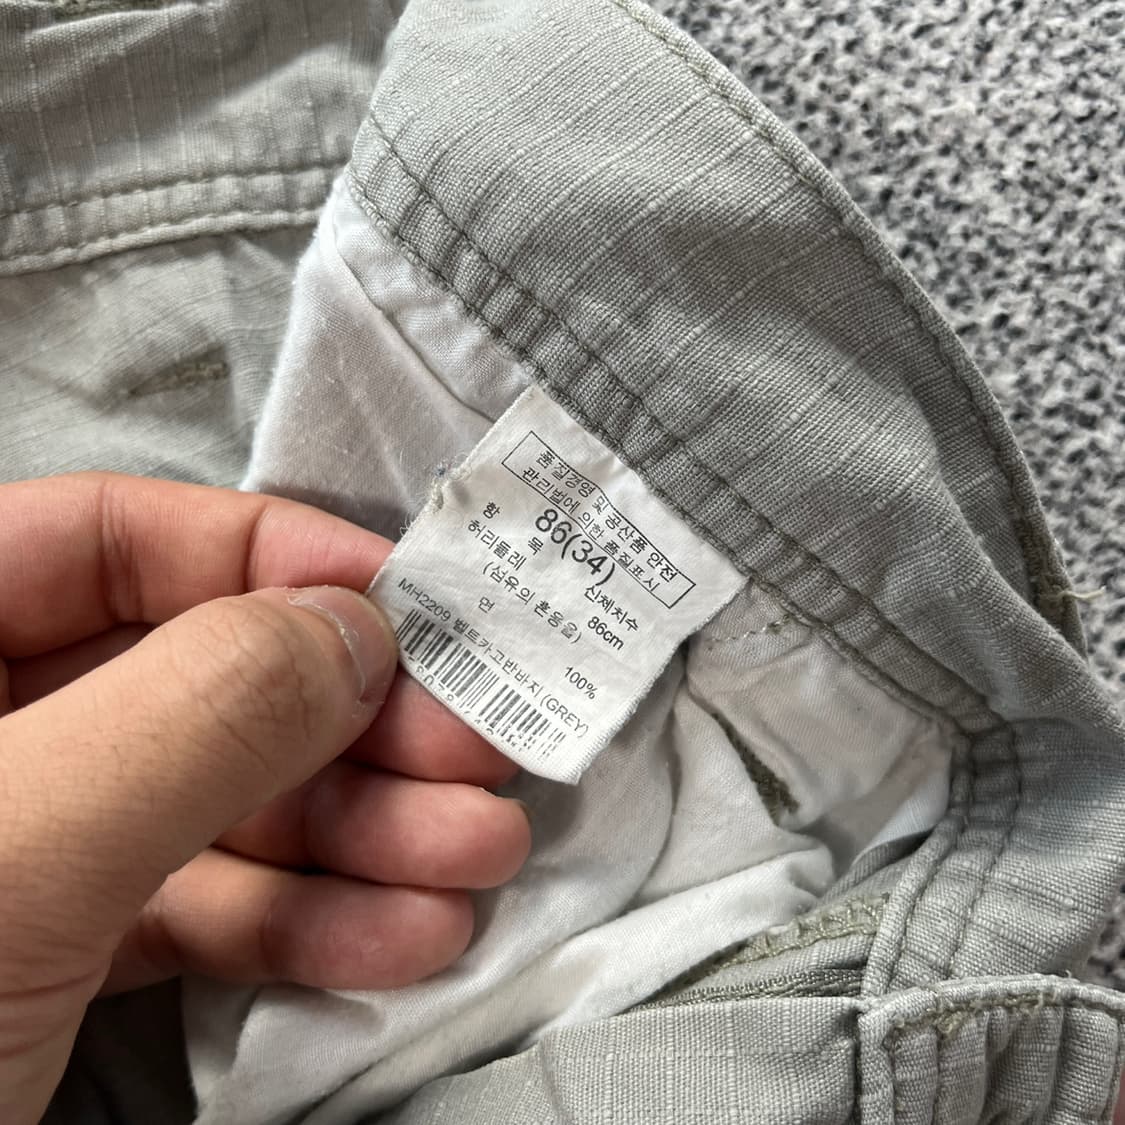 품질경영 및 공산품 안전
관리법에 의한 품질표시
86(34)
항 목 신체치수
허리둘레 86cm
(섬유의 혼용율)
면 100%
MH2209 벨트카고반바지 (GREY)